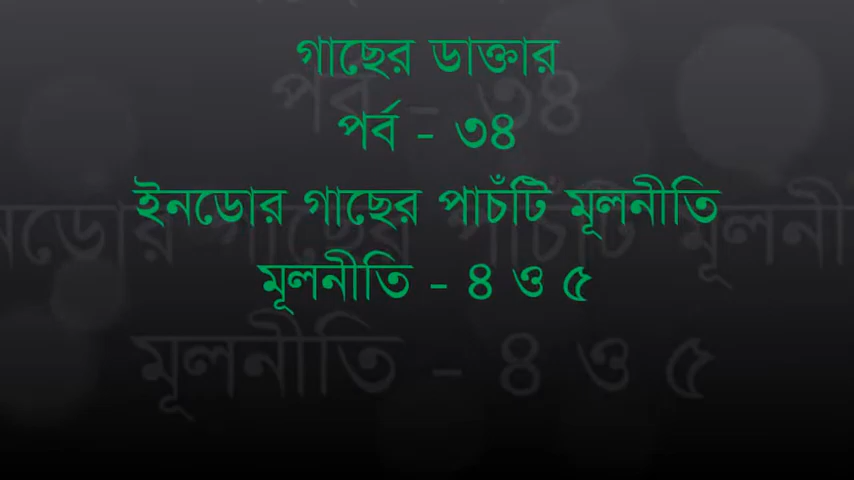 গাছের ডাক্তার
পর্ব - ৩৪
ইনডোর গাছের পাচঁটি মূলনীতি
মূলনীতি - ৪ ও ৫